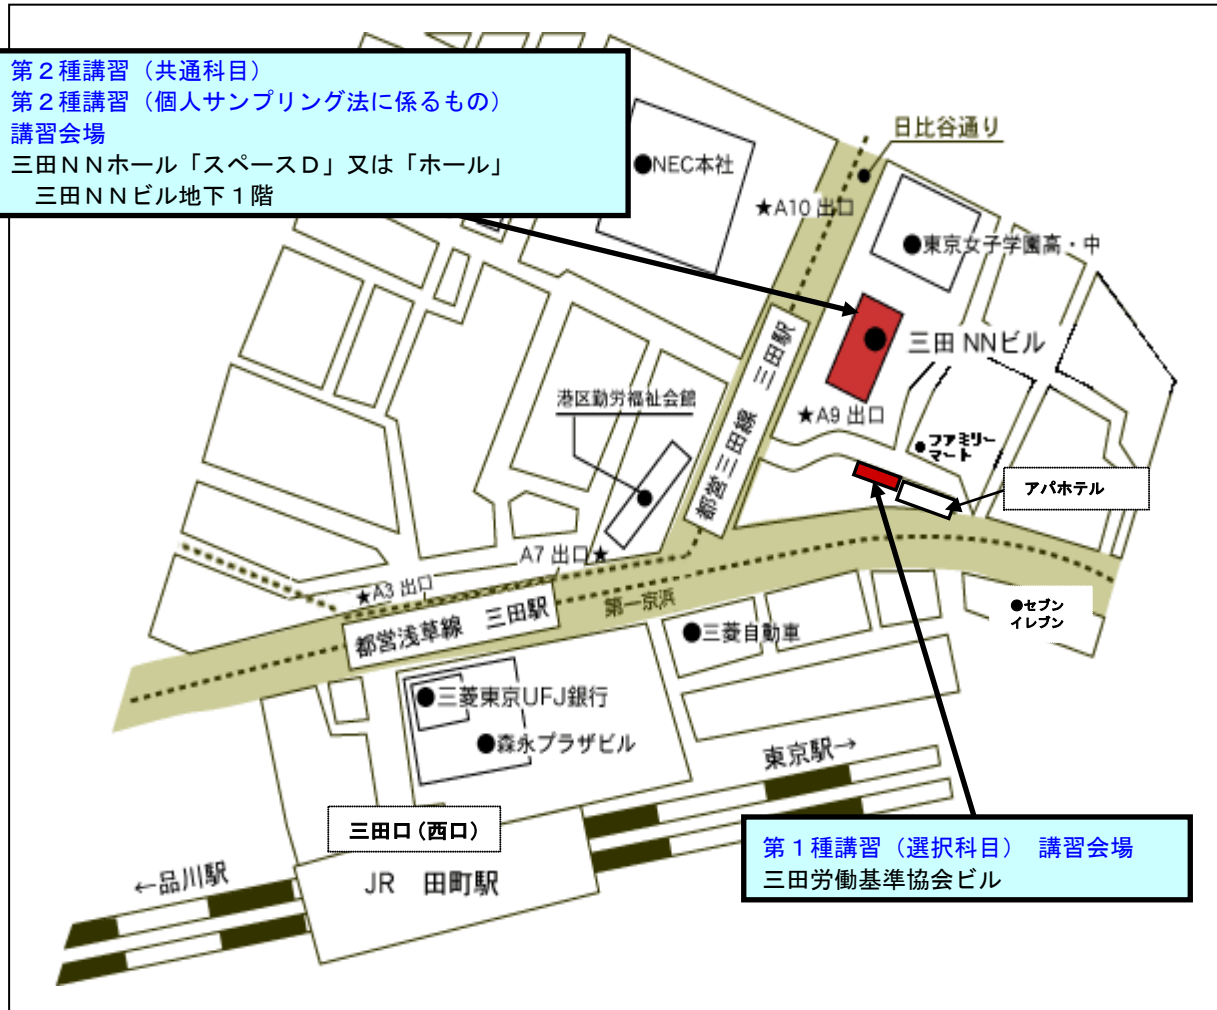 第２種講習（共通科目）
第２種講習（個人サンプリング法に係るもの）
講習会場
三田ＮＮホール「スペースＤ」又は「ホール」
三田ＮＮビル地下１階
日比谷通り
●NEC本社
★A10 出口
●東京女子学園高・中
三田 NNビル
都営三田線　三田駅
港区勤労福祉会館
★A9 出口
●ファミリー
マート
アパホテル
A7 出口★
★A3 出口
第一京浜
都営浅草線　三田駅
●セブン
イレブン
●三菱自動車
●三菱東京UFJ銀行
●森永プラザビル
東京駅→
三田口（西口）
第１種講習（選択科目）　講習会場
三田労働基準協会ビル
←品川駅
JR　田町駅